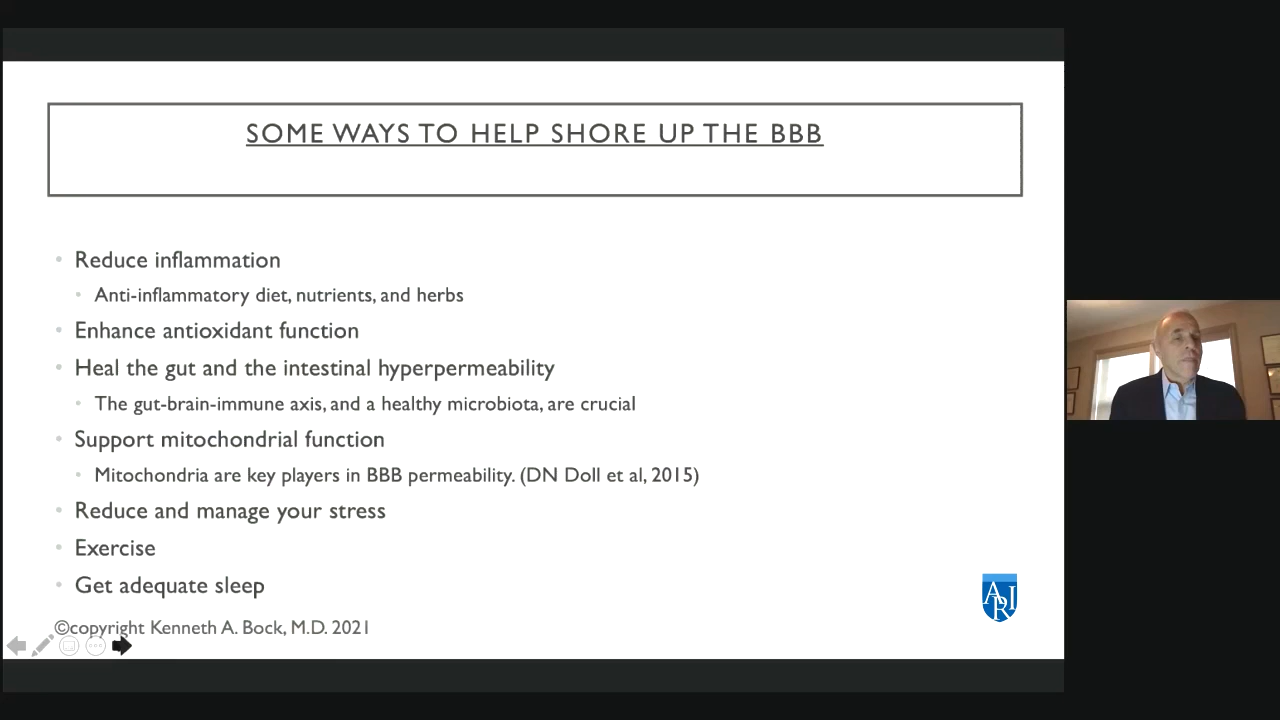 SOME WAYS TO HELP SHORE UP THE BBB
Reduce inflammation
Anti-inflammatory diet, nutrients, and herbs
Enhance antioxidant function
Heal the gut and the intestinal hyperpermeability
The gut-brain-immune axis, and a healthy microbiota, are crucial
Support mitochondrial function
Mitochondria are key players in BBB permeability. (DN Doll et al, 2015)
Reduce and manage your stress
Exercise
Get adequate sleep
ARI
©copyright Kenneth A. Bock, M.D. 2021